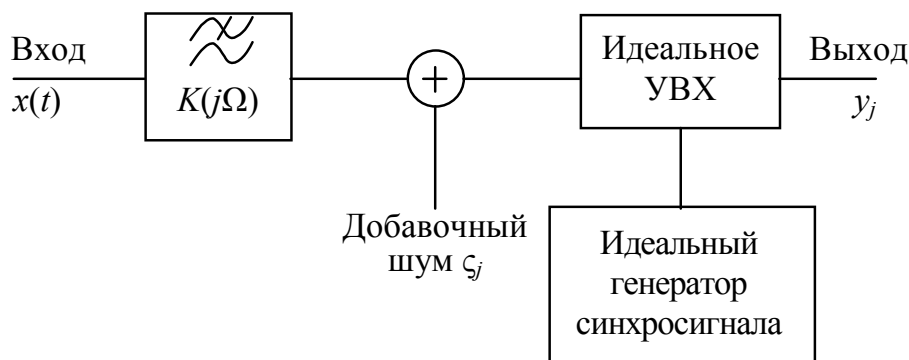 Вход
x(t)
K(jΩ)
+
Добавочный
шум ςj
Идеальное
УВХ
Выход
yj
Идеальный
генератор
синхросигнала